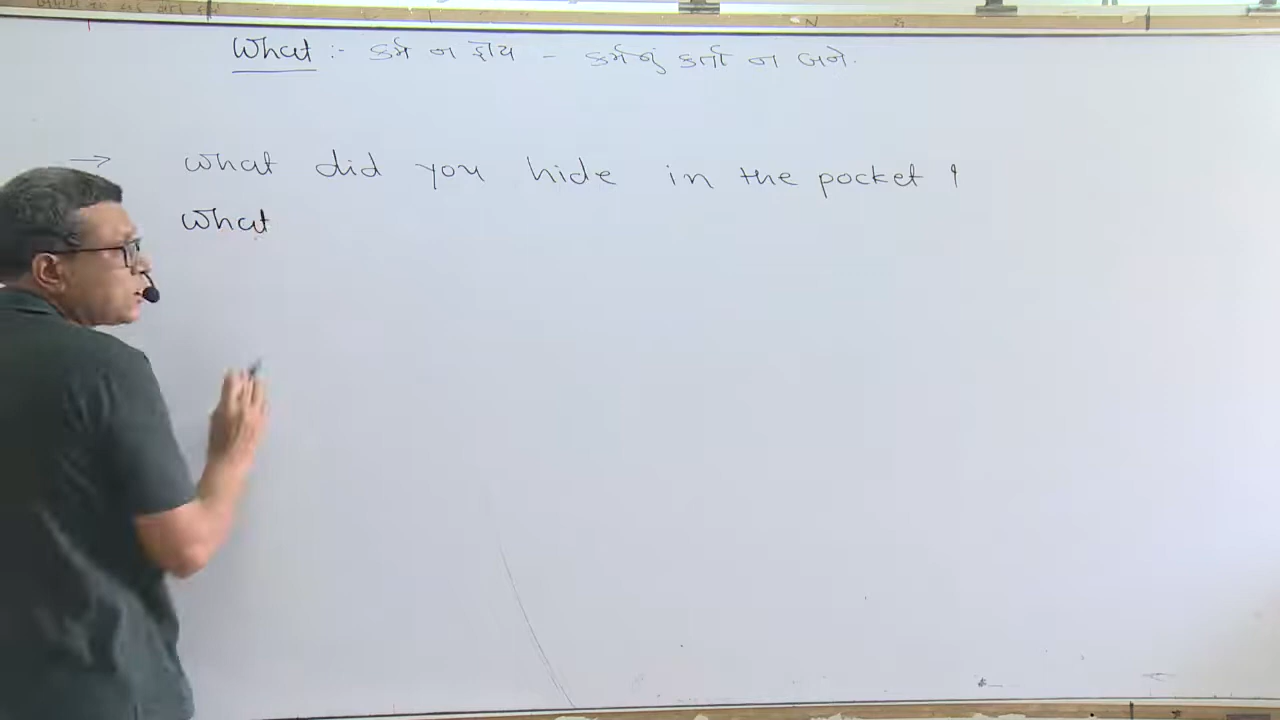 What :- કર્મ ન હોય - કર્મનું કર્તા ન બને.
→ What did you hide in the pocket ?
What